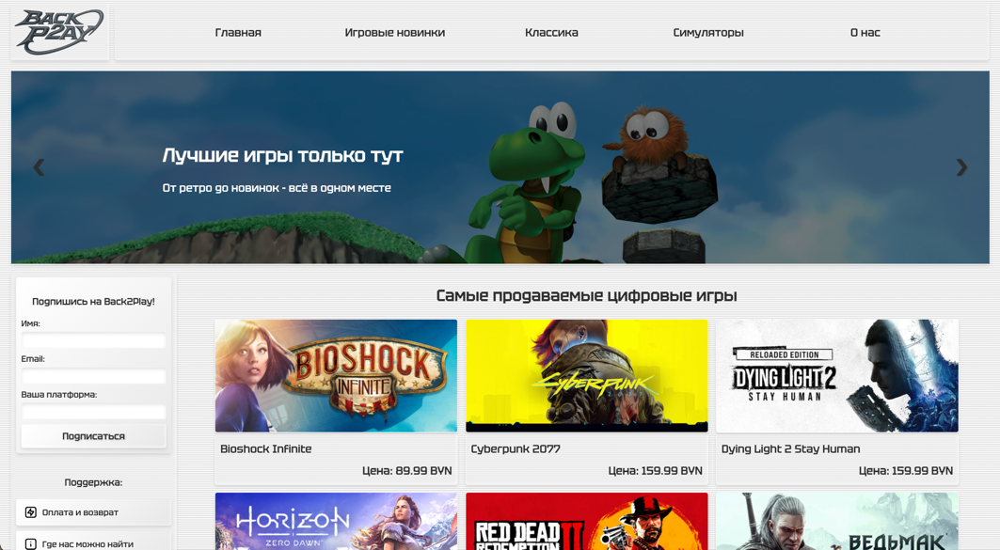 BACK
P2AY
Главная
Игровые новинки
Классика
Симуляторы
О нас
Лучшие игры только тут
От ретро до новинок - всё в одном месте
Подпишись на Back2Play!
Имя:
Email:
Ваша платформа:
Подписаться
Поддержка:
Оплата и возврат
Где нас можно найти
Самые продаваемые цифровые игры
BIOSHOCK
INFINITE
Bioshock Infinite
Цена: 89.99 BYN
Cyberpunk
Cyberpunk 2077
Цена: 159.99 BYN
RELOADED EDITION
DYING LIGHT 2
STAY HUMAN
Dying Light 2 Stay Human
Цена: 159.99 BYN
HORIZON
ZERO DAWN
RED DEAD
REDEMPTION II
ВЕДЬМАК